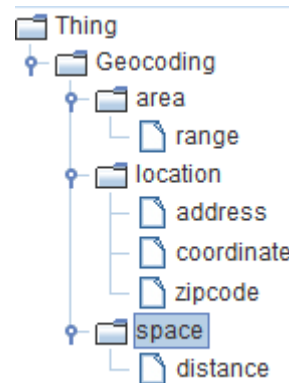 Thing
Geocoding
area
range
location
address
coordinate
zipcode
space
distance